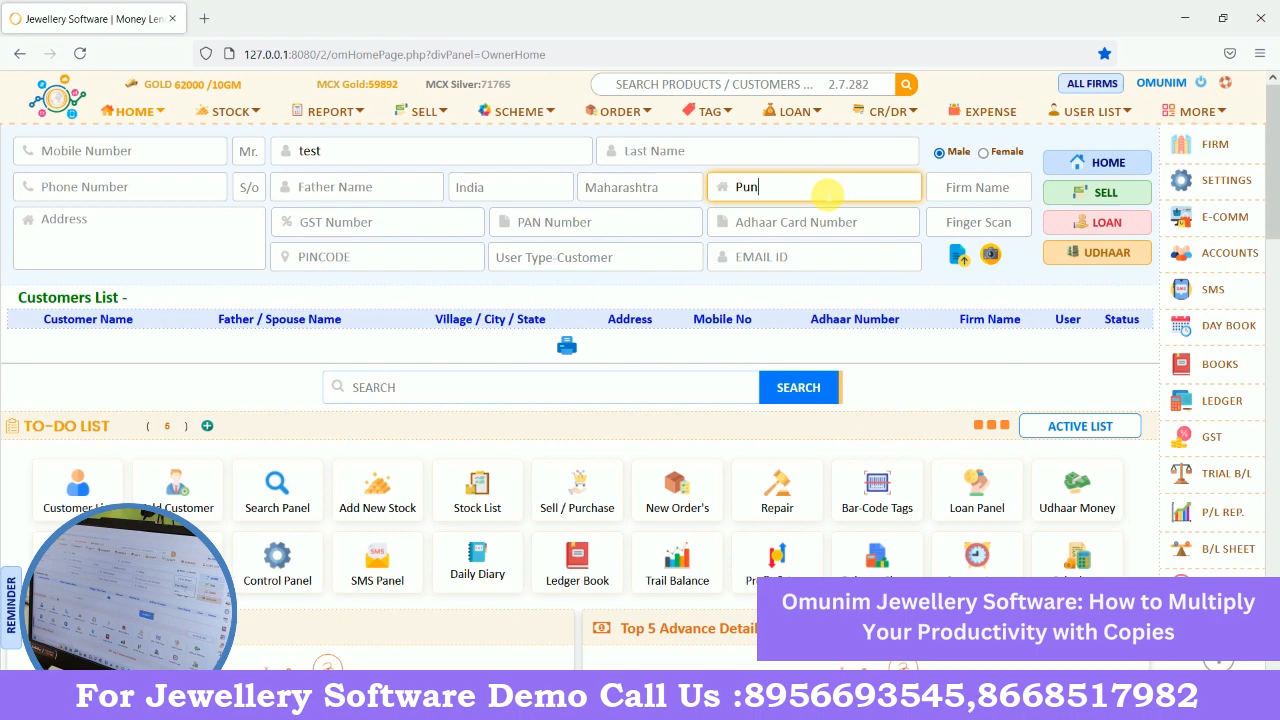 Jewellery Software | Money Len
127.0.0.1:8080/2/omHomePage.php?divPanel=OwnerHome
GOLD 62000 /10GM
MCX Gold:59892
MCX Silver:71765
SEARCH PRODUCTS / CUSTOMERS ... 2.7.282
ALL FIRMS
OMUNIM
HOME
STOCK
REPORT
SELL
SCHEME
ORDER
TAG
LOAN
CR/DR
EXPENSE
USER LIST
MORE
Mobile Number
Mr.
test
Last Name
Male
Female
HOME
FIRM
Phone Number
S/o
Father Name
India
Maharashtra
Pun
Firm Name
SELL
SETTINGS
Address
GST Number
PAN Number
Adhaar Card Number
Finger Scan
LOAN
E-COMM
PINCODE
User Type-Customer
EMAIL ID
UDHAAR
ACCOUNTS
Customers List -
SMS
Customer Name
Father / Spouse Name
Village / City / State
Address
Mobile No
Adhaar Number
Firm Name
User
Status
DAY BOOK
BOOKS
SEARCH
SEARCH
LEDGER
TO-DO LIST ( 6 )
ACTIVE LIST
GST
TRIAL B/L
Search Panel
Add New Stock
Stock List
Sell / Purchase
New Order's
Repair
Bar-Code Tags
Loan Panel
Udhaar Money
P/L REP.
B/L SHEET
Control Panel
SMS Panel
Daily Diary
Ledger Book
Trail Balance
REMINDER
Omunim Jewellery Software: How to Multiply
Your Productivity with Copies
Top 5 Advance Detai
For Jewellery Software Demo Call Us :8956693545,8668517982